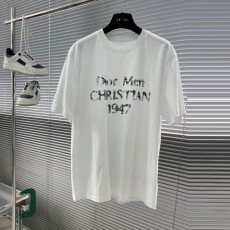 Dior Men
CHRISTIAN
1947